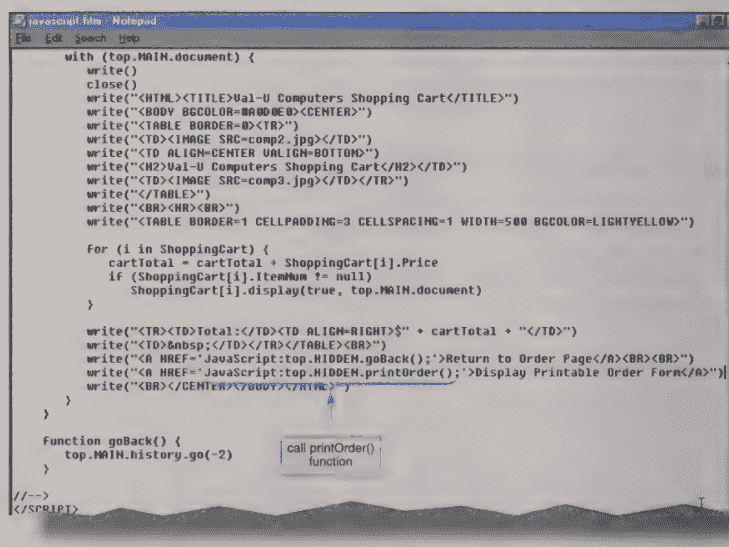 javascript.htm - Notepad
File Edit Search Help
with (top.MAIN.document) {
write()
close()
write("<HTML><TITLE>Val-U Computers Shopping Cart</TITLE>")
write("<BODY BGCOLOR=#A0D0E0><CENTER>")
write("<TABLE BORDER=0><TR>")
write("<TD><IMAGE SRC=comp2.jpg></TD>")
write("<TD ALIGN=CENTER VALIGN=BOTTOM>")
write("<H2>Val-U Computers Shopping Cart</H2></TD>")
write("<TD><IMAGE SRC=comp3.jpg></TD></TR>")
write("</TABLE>")
write("<BR><HR><BR>")
write("<TABLE BORDER=1 CELLPADDING=3 CELLSPACING=1 WIDTH=500 BGCOLOR=LIGHTYELLOW>")
for (i in ShoppingCart) {
cartTotal = cartTotal + ShoppingCart[i].Price
if (ShoppingCart[i].ItemNum != null)
ShoppingCart[i].display(true, top.MAIN.document)
}
write("<TR><TD>Total:</TD><TD ALIGN=RIGHT>$" + cartTotal + "</TD>")
write("<TD>&nbsp;</TD></TR></TABLE><BR>")
write("<A HREF='JavaScript:top.HIDDEN.goBack();'>Return to Order Page</A><BR><BR>")
write("<A HREF='JavaScript:top.HIDDEN.printOrder();'>Display Printable Order Form</A>")
write("<BR></CENTER></BODY></HTML>")
}
}
function goBack() {
top.MAIN.history.go(-2)
}
//-->
</SCRIPT>
call printOrder()
function